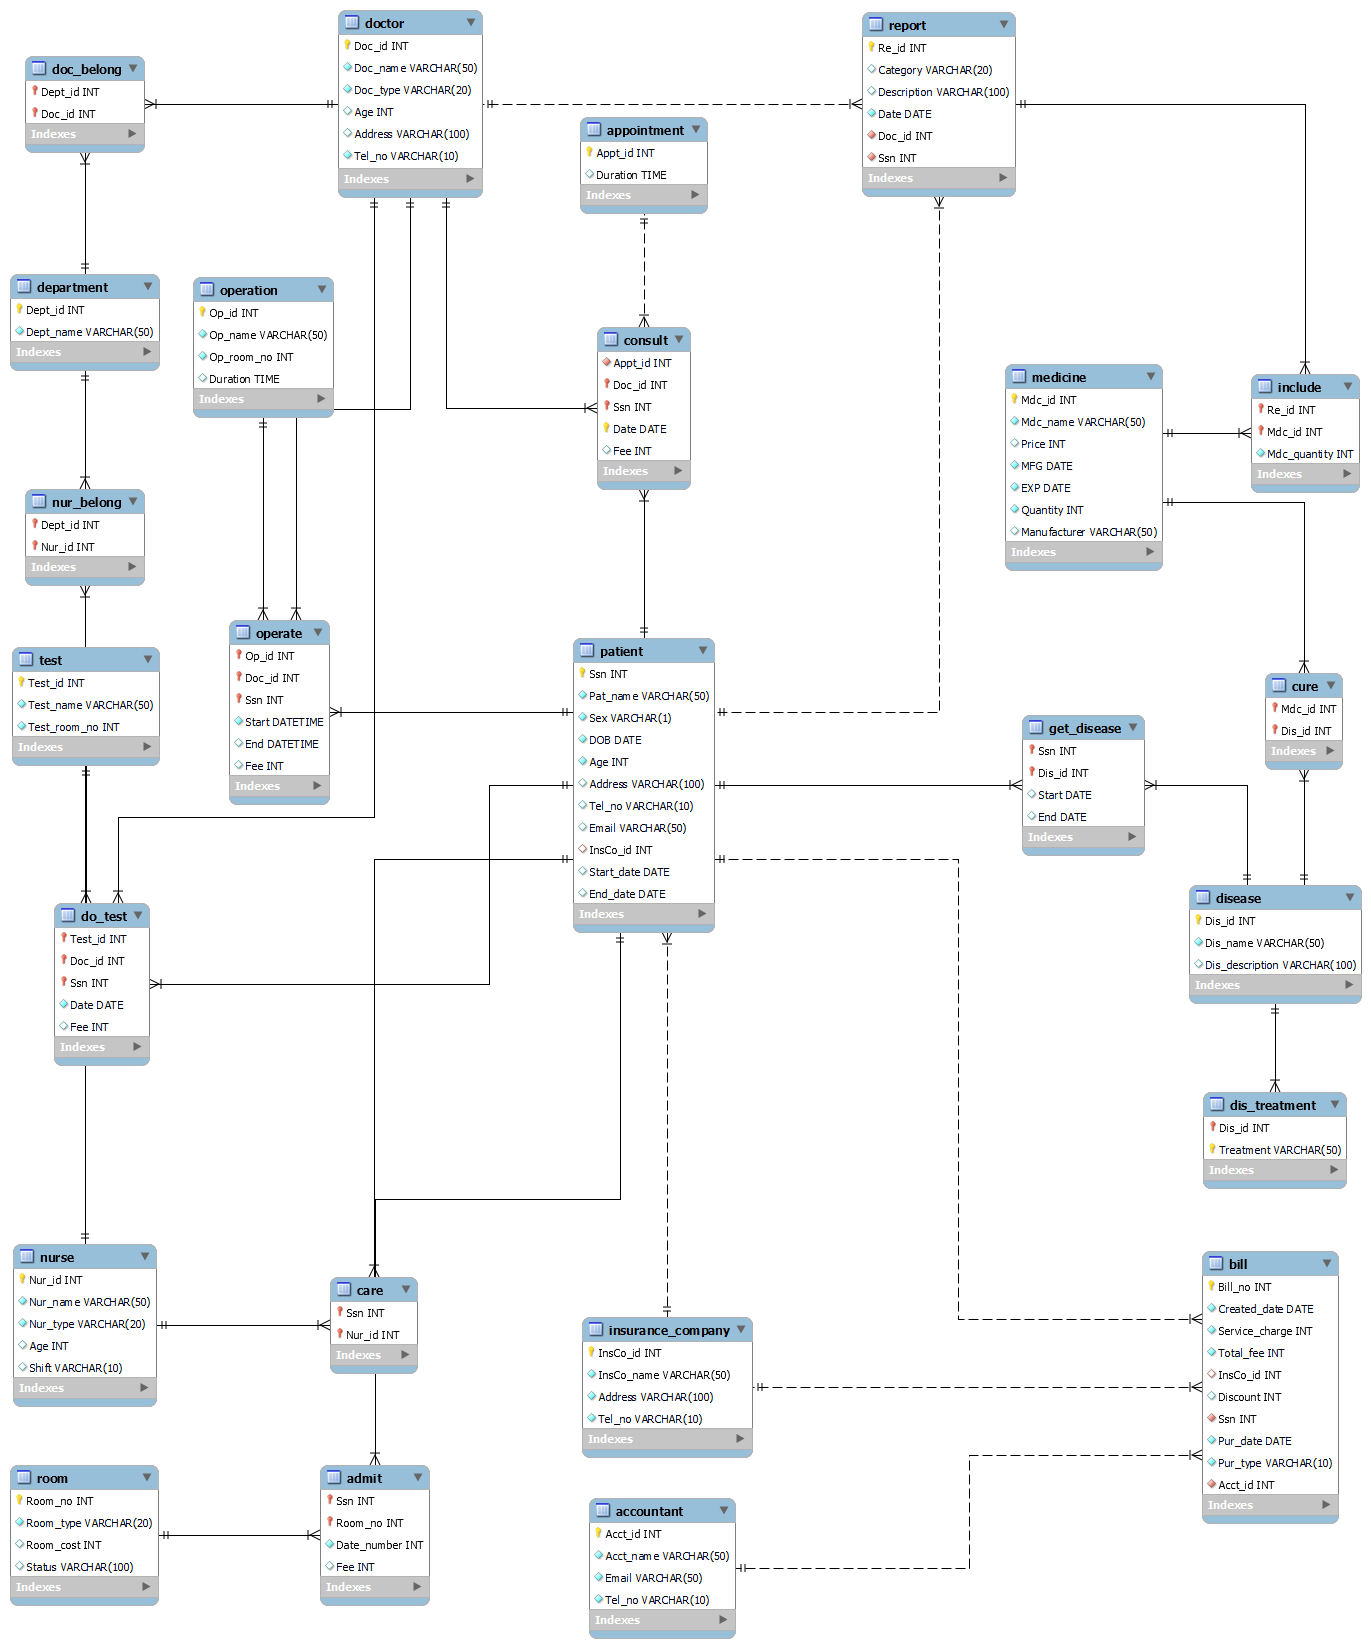 doctor
Doc_id INT
Doc_name VARCHAR(50)
Doc_type VARCHAR(20)
Age INT
Address VARCHAR(100)
Tel_no VARCHAR(10)
Indexes
report
Re_id INT
Category VARCHAR(20)
Description VARCHAR(100)
Date DATE
Doc_id INT
Ssn INT
Indexes
doc_belong
Dept_id INT
Doc_id INT
Indexes
appointment
Appt_id INT
Duration TIME
Indexes
department
Dept_id INT
Dept_name VARCHAR(50)
Indexes
operation
Op_id INT
Op_name VARCHAR(50)
Op_room_no INT
Duration TIME
Indexes
consult
Appt_id INT
Doc_id INT
Ssn INT
Date DATE
Fee INT
Indexes
medicine
Mdc_id INT
Mdc_name VARCHAR(50)
Price INT
MFG DATE
EXP DATE
Quantity INT
Manufacturer VARCHAR(50)
Indexes
include
Re_id INT
Mdc_id INT
Mdc_quantity INT
Indexes
nur_belong
Dept_id INT
Nur_id INT
Indexes
test
Test_id INT
Test_name VARCHAR(50)
Test_room_no INT
Indexes
operate
Op_id INT
Doc_id INT
Ssn INT
Start DATETIME
End DATETIME
Fee INT
Indexes
patient
Ssn INT
Pat_name VARCHAR(50)
Sex VARCHAR(1)
DOB DATE
Age INT
Address VARCHAR(100)
Tel_no VARCHAR(10)
Email VARCHAR(50)
InsCo_id INT
Start_date DATE
End_date DATE
Indexes
get_disease
Ssn INT
Dis_id INT
Start DATE
End DATE
Indexes
cure
Mdc_id INT
Dis_id INT
Indexes
do_test
Test_id INT
Doc_id INT
Ssn INT
Date DATE
Fee INT
Indexes
disease
Dis_id INT
Dis_name VARCHAR(50)
Dis_description VARCHAR(100)
Indexes
dis_treatment
Dis_id INT
Treatment VARCHAR(50)
Indexes
nurse
Nur_id INT
Nur_name VARCHAR(50)
Nur_type VARCHAR(20)
Age INT
Shift VARCHAR(10)
Indexes
care
Ssn INT
Nur_id INT
Indexes
insurance_company
InsCo_id INT
InsCo_name VARCHAR(50)
Address VARCHAR(100)
Tel_no VARCHAR(10)
Indexes
bill
Bill_no INT
Created_date DATE
Service_charge INT
Total_fee INT
InsCo_id INT
Discount INT
Ssn INT
Pur_date DATE
Pur_type VARCHAR(10)
Acct_id INT
Indexes
room
Room_no INT
Room_type VARCHAR(20)
Room_cost INT
Status VARCHAR(100)
Indexes
admit
Ssn INT
Room_no INT
Date_number INT
Fee INT
Indexes
accountant
Acct_id INT
Acct_name VARCHAR(50)
Email VARCHAR(50)
Tel_no VARCHAR(10)
Indexes